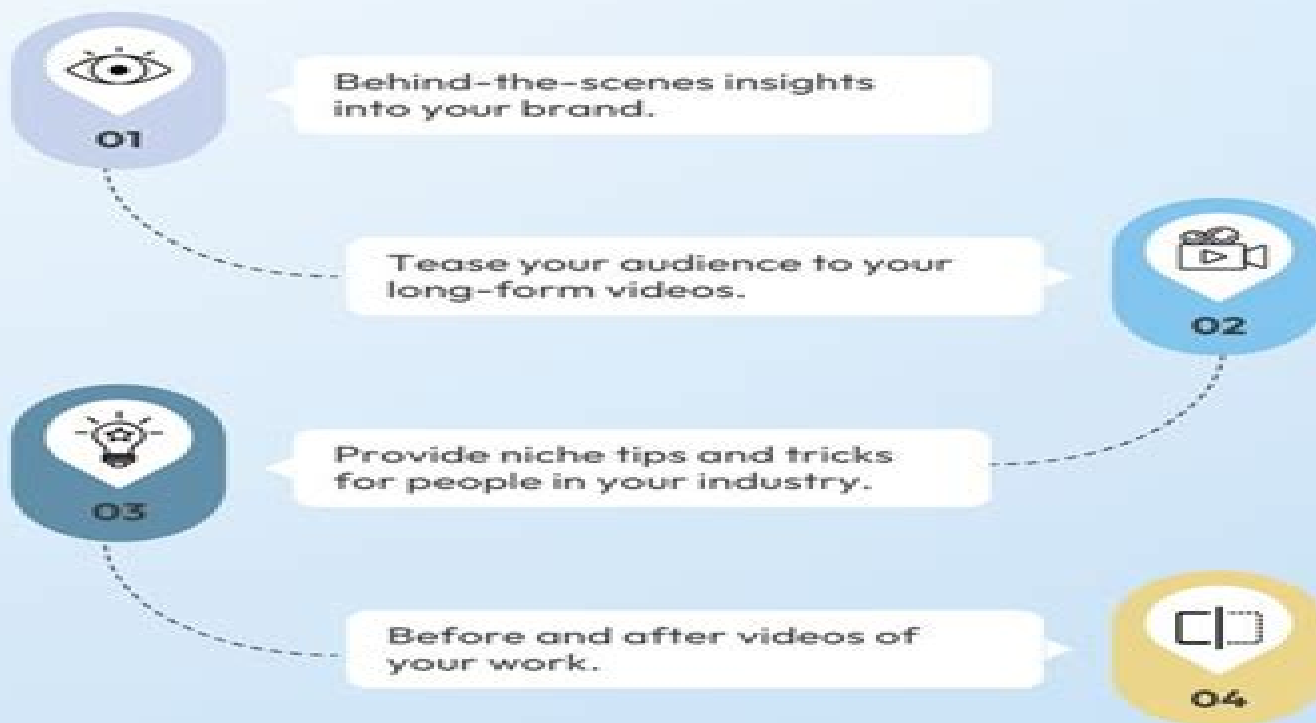 01
Behind-the-scenes insights
into your brand.
Tease your audience to your
long-form videos.
02
03
Provide niche tips and tricks
for people in your industry.
Before and after videos of
your work.
04